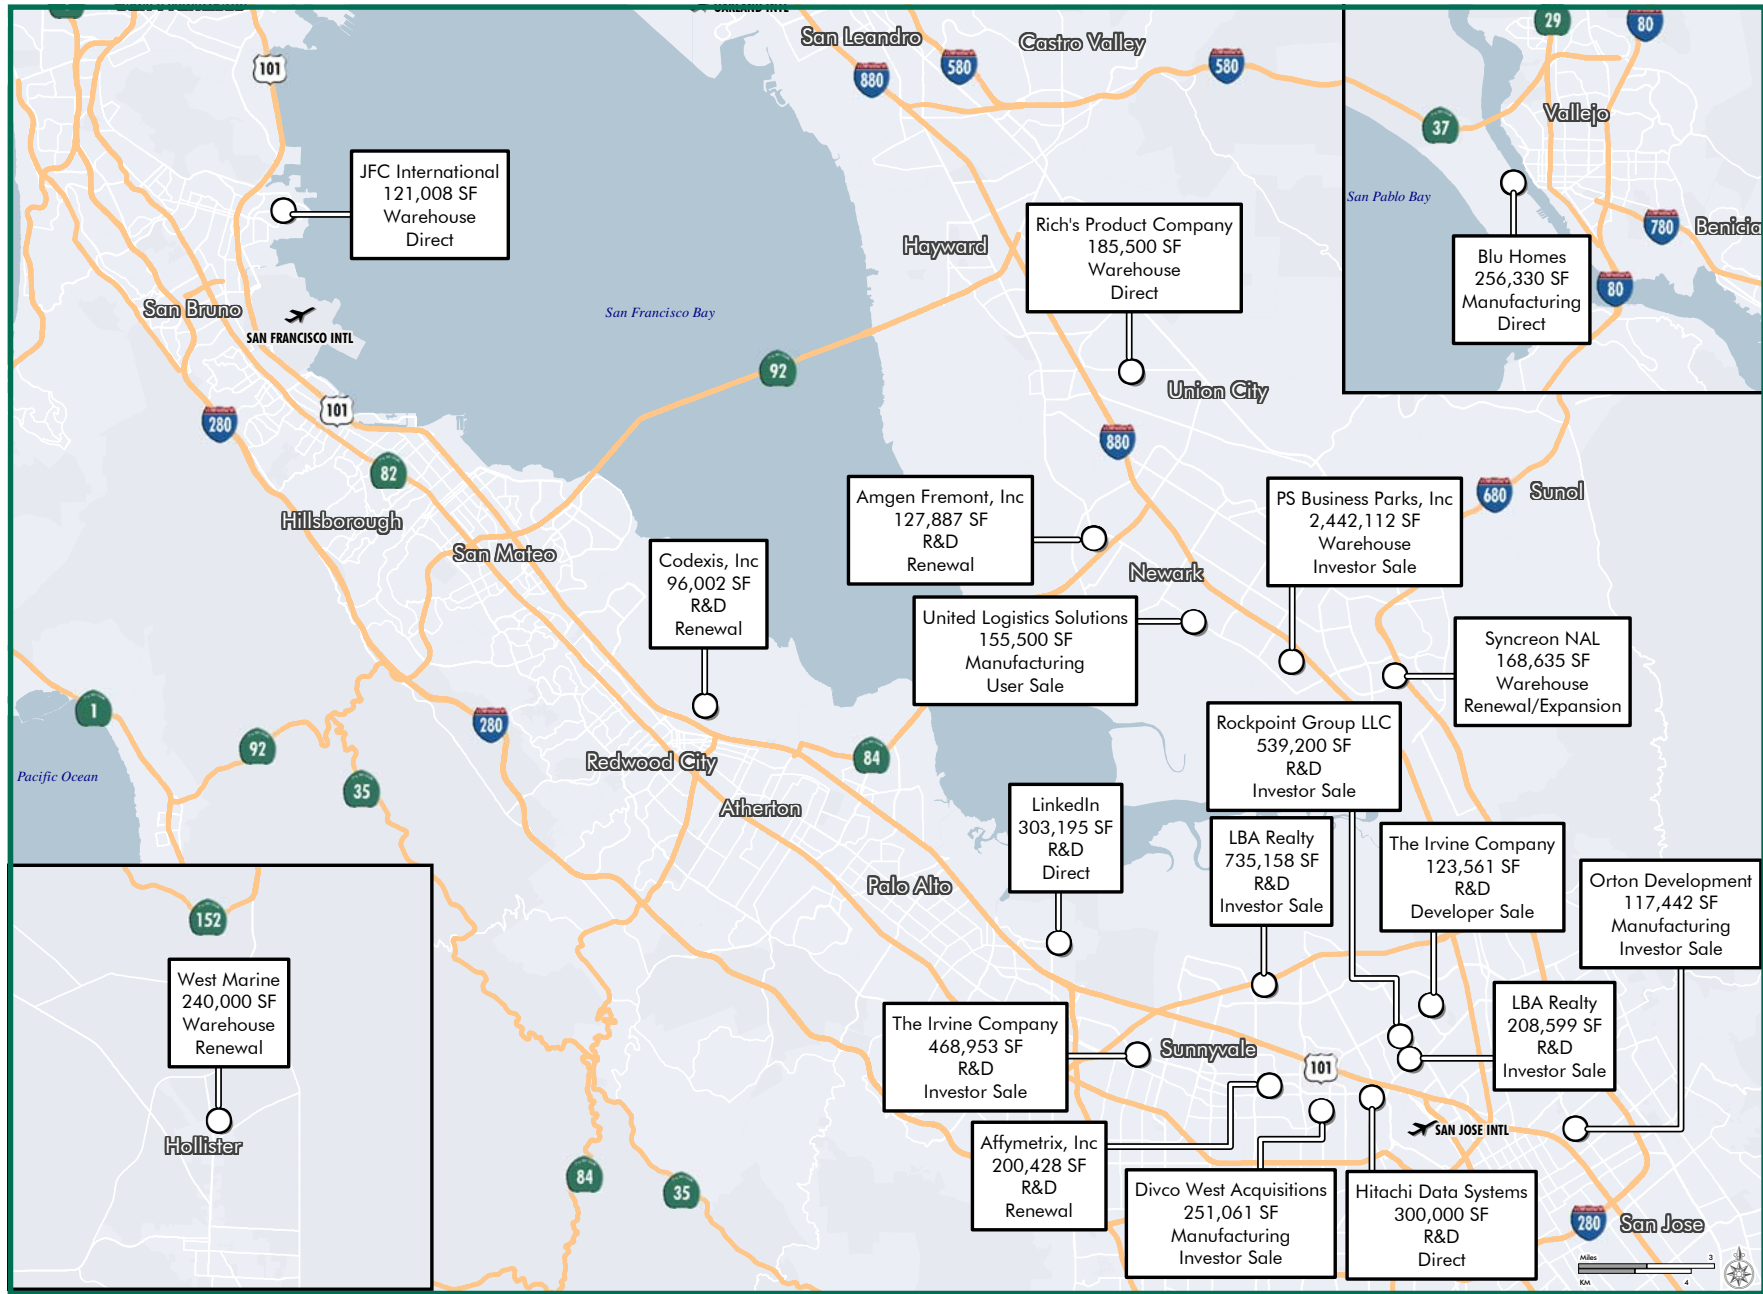 OAKLAND INTL
San Leandro
Castro Valley
29
80
101
880
580
580
37
Vallejo
JFC International
121,008 SF
Warehouse
Direct
San Pablo Bay
780
Benicia
Rich's Product Company
185,500 SF
Warehouse
Direct
Hayward
Blu Homes
256,330 SF
Manufacturing
Direct
80
San Bruno
SAN FRANCISCO INTL
San Francisco Bay
92
Union City
101
280
880
82
Hillsborough
San Mateo
Amgen Fremont, Inc
127,887 SF
R&D
Renewal
PS Business Parks, Inc
2,442,112 SF
Warehouse
Investor Sale
680
Sunol
Codexis, Inc
96,002 SF
R&D
Renewal
Newark
United Logistics Solutions
155,500 SF
Manufacturing
User Sale
Syncreon NAL
168,635 SF
Warehouse
Renewal/Expansion
1
92
280
Pacific Ocean
35
Redwood City
84
Atherton
Rockpoint Group LLC
539,200 SF
R&D
Investor Sale
LinkedIn
303,195 SF
R&D
Direct
LBA Realty
735,158 SF
R&D
Investor Sale
The Irvine Company
123,561 SF
R&D
Developer Sale
Orton Development
117,442 SF
Manufacturing
Investor Sale
Palo Alto
152
West Marine
240,000 SF
Warehouse
Renewal
Hollister
The Irvine Company
468,953 SF
R&D
Investor Sale
Sunnyvale
101
LBA Realty
208,599 SF
R&D
Investor Sale
SAN JOSE INTL
Affymetrix, Inc
200,428 SF
R&D
Renewal
84
35
Divco West Acquisitions
251,061 SF
Manufacturing
Investor Sale
Hitachi Data Systems
300,000 SF
R&D
Direct
280
San Jose
Miles
3
KM
4